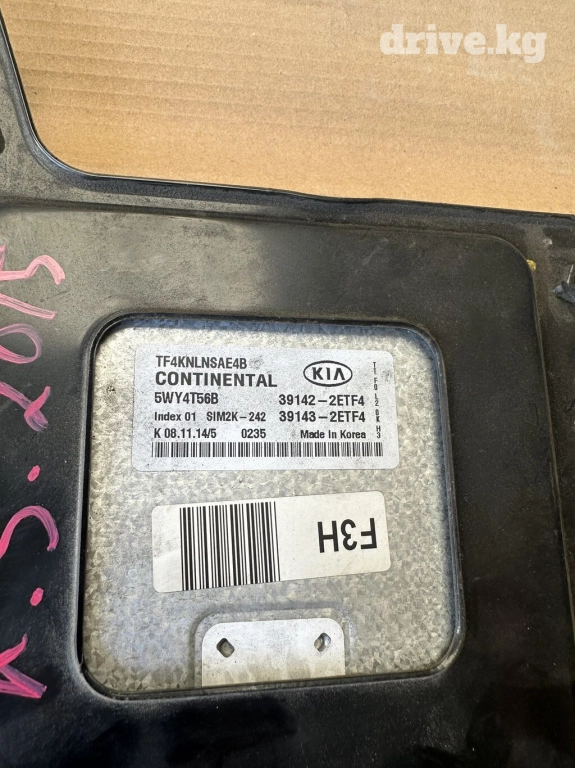 drive.kg
TF4KNLNSAE4B
CONTINENTAL KIA
5WY4T56B 39142-2ETF4
Index 01 SIM2K-242 39143-2ETF4
K 08.11.14/5 0235 Made in Korea
F3H